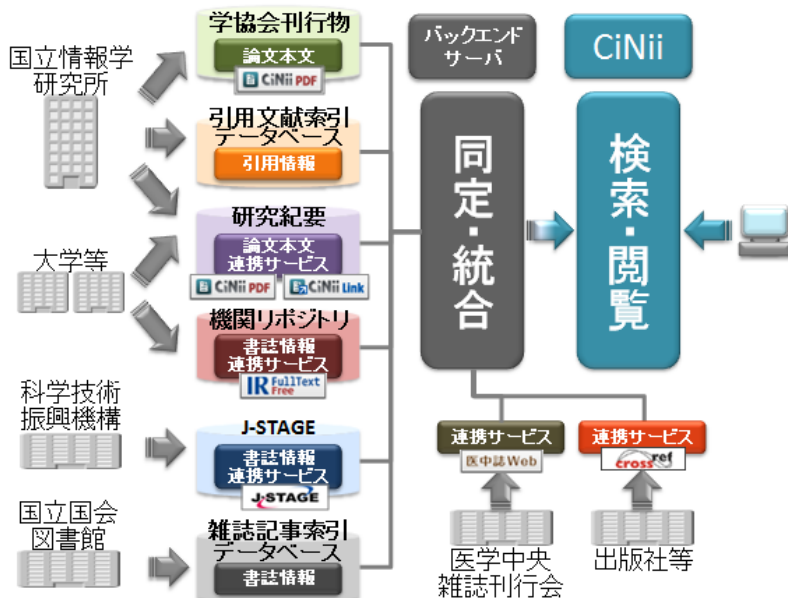 国立情報学
研究所
大学等
科学技術
振興機構
国立国会
図書館
学協会刊行物
論文本文
CiNii PDF
引用文献索引
データベース
引用情報
研究紀要
論文本文
連携サービス
CiNii PDF
CiNii Link
機関リポジトリ
書誌情報
連携サービス
IR FullText
Free
J-STAGE
書誌情報
連携サービス
J-STAGE
雑誌記事索引
データベース
書誌情報
バックエンド
サーバ
同定・統合
CiNii
検索・閲覧
連携サービス
医中誌Web
医学中央
雑誌刊行会
連携サービス
crossref
出版社等